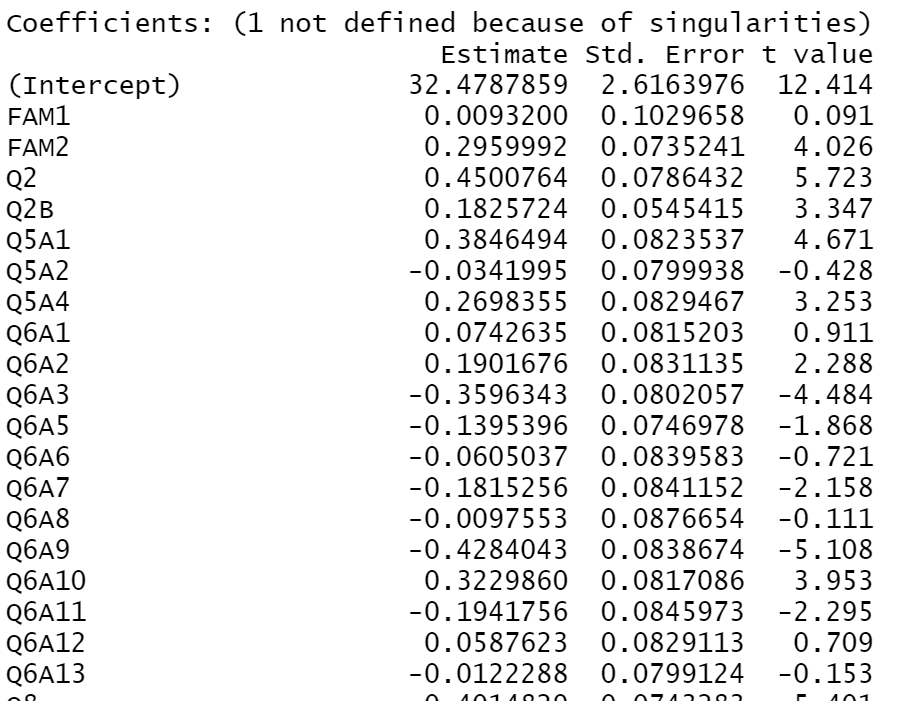 Coefficients: (1 not defined because of singularities)
Estimate Std. Error t value
(Intercept) 32.4787859 2.6163976 12.414
FAM1 0.0093200 0.1029658 0.091
FAM2 0.2959992 0.0735241 4.026
Q2 0.4500764 0.0786432 5.723
Q2B 0.1825724 0.0545415 3.347
Q5A1 0.3846494 0.0823537 4.671
Q5A2 -0.0341995 0.0799938 -0.428
Q5A4 0.2698355 0.0829467 3.253
Q6A1 0.0742635 0.0815203 0.911
Q6A2 0.1901676 0.0831135 2.288
Q6A3 -0.3596343 0.0802057 -4.484
Q6A5 -0.1395396 0.0746978 -1.868
Q6A6 -0.0605037 0.0839583 -0.721
Q6A7 -0.1815256 0.0841152 -2.158
Q6A8 -0.0097553 0.0876654 -0.111
Q6A9 -0.4284043 0.0838674 -5.108
Q6A10 0.3229860 0.0817086 3.953
Q6A11 -0.1941756 0.0845973 -2.295
Q6A12 0.0587623 0.0829113 0.709
Q6A13 -0.0122288 0.0799124 -0.153